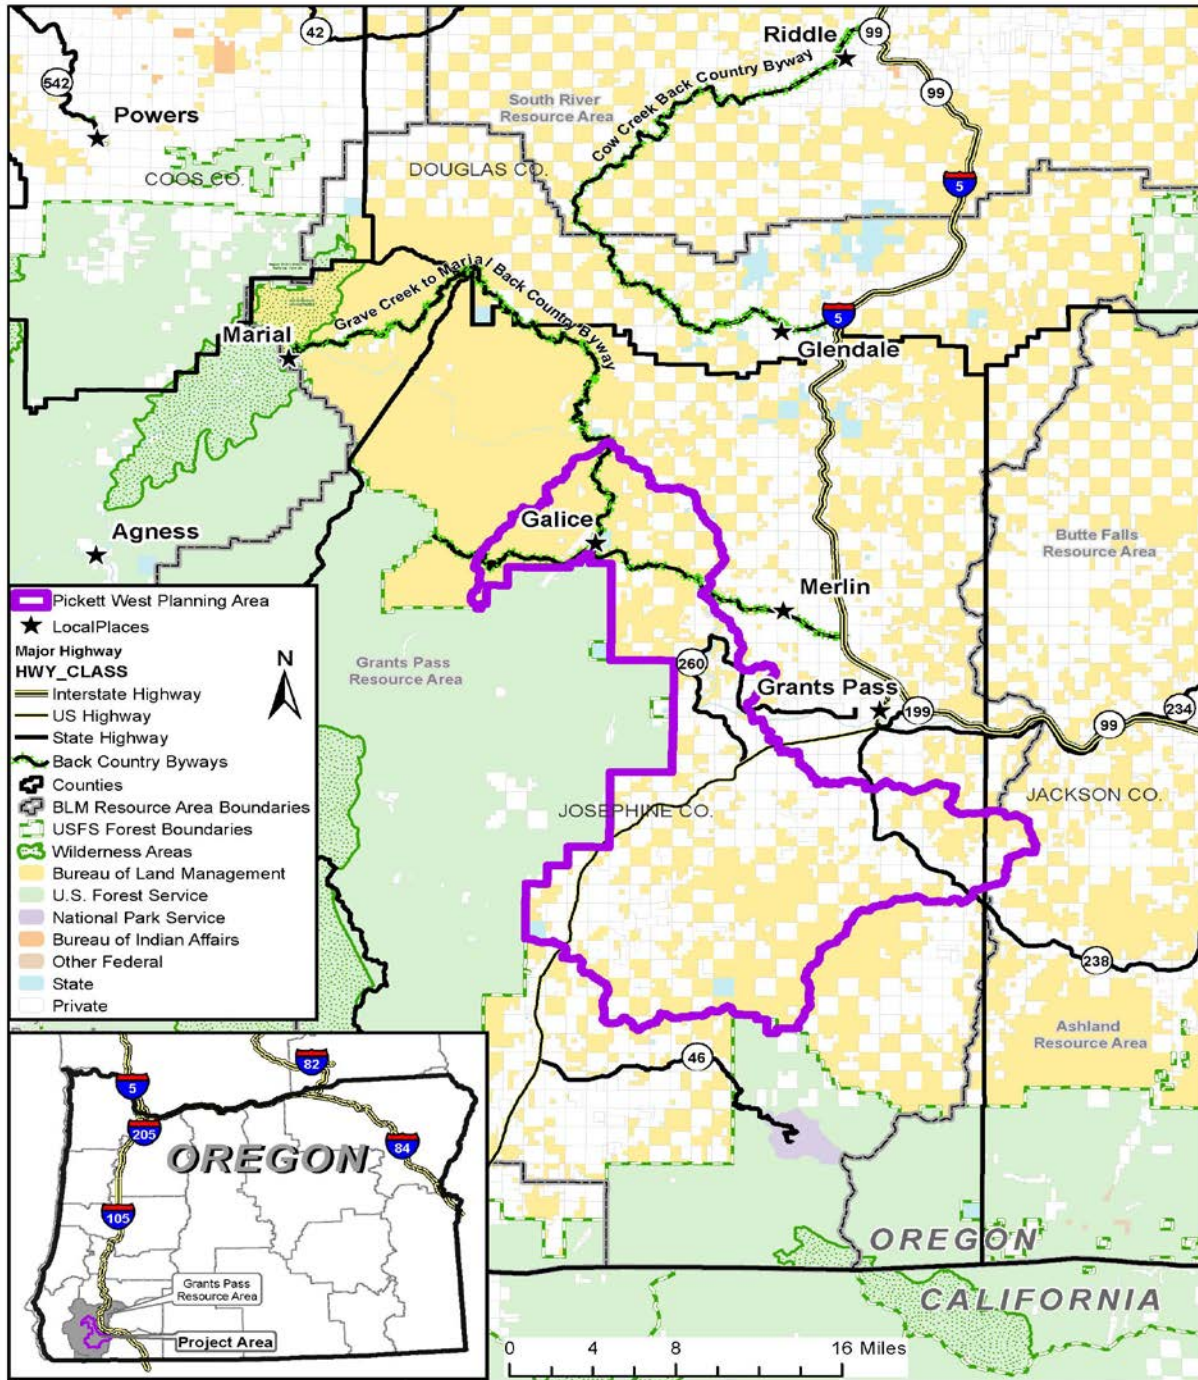 Riddle
42
99
542
Cow Creek Back Country Byway
99
Powers
South River
Resource Area
COOS CO.
DOUGLAS CO.
5
Grave Creek to Marial Back Country Byway
5
Marial
Glendale
Galice
Agness
Butte Falls
Resource Area
Merlin
Pickett West Planning Area
LocalPlaces
Major Highway
HWY_CLASS
N
Interstate Highway
US Highway
State Highway
Back Country Byways
Counties
BLM Resource Area Boundaries
USFS Forest Boundaries
Wilderness Areas
Bureau of Land Management
U.S. Forest Service
National Park Service
Bureau of Indian Affairs
Other Federal
State
Private
Grants Pass
Resource Area
260
Grants Pass
199
99
234
JOSEPHINE CO.
JACKSON CO.
238
46
Ashland
Resource Area
5
82
205
OREGON
84
105
Grants Pass
Resource Area
Project Area
OREGON
CALIFORNIA
0 4 8 16 Miles